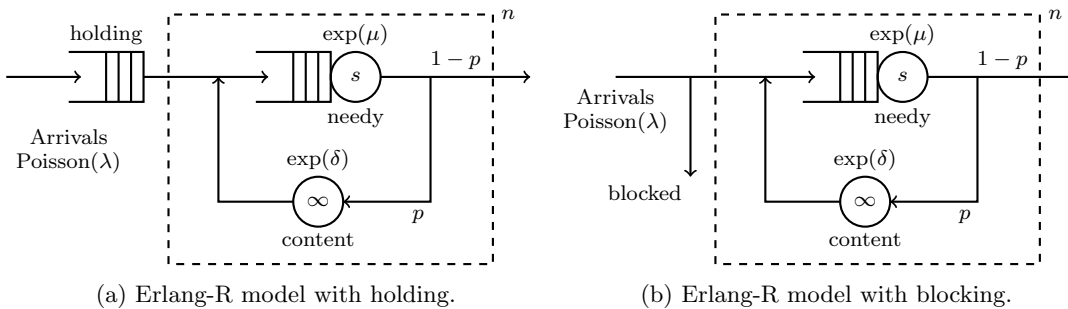 holding
Arrivals
Poisson(λ)
n
exp(μ)
s
needy
1 − p
exp(δ)
∞
content
p
(a) Erlang-R model with holding.
Arrivals
Poisson(λ)
blocked
n
exp(μ)
s
needy
1 − p
exp(δ)
∞
content
p
(b) Erlang-R model with blocking.